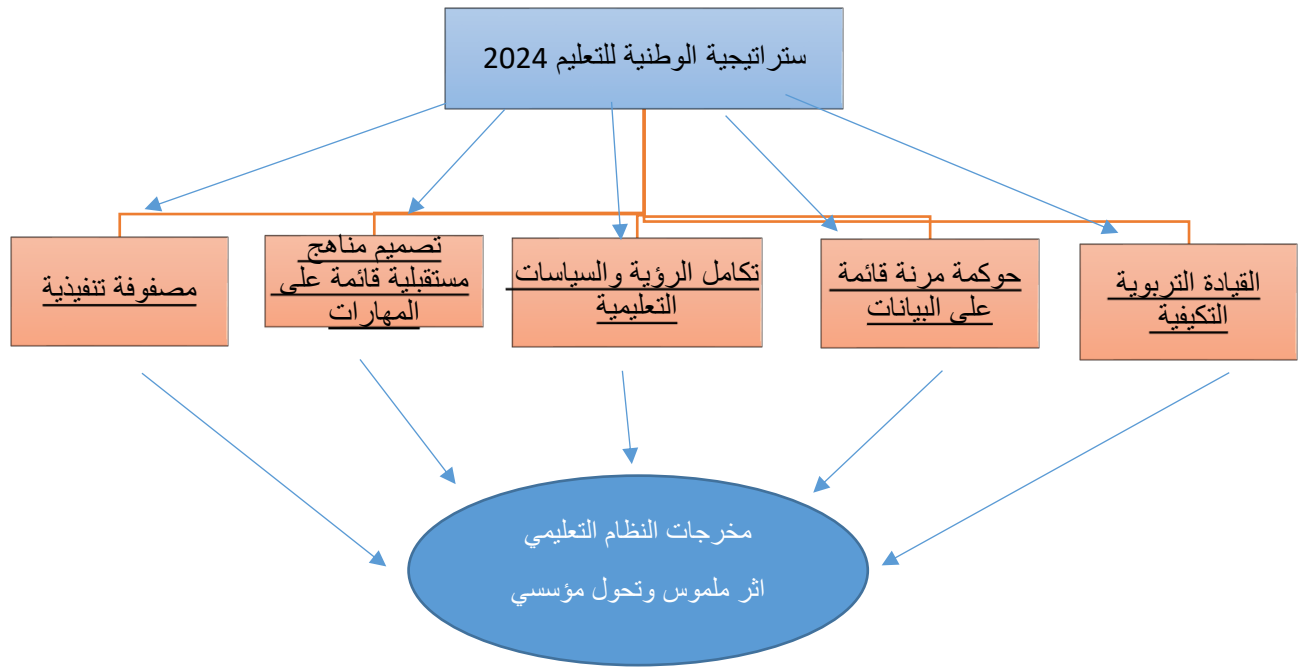 ستراتيجية الوطنية للتعليم 2024
القيادة التربوية
التكيفية
حوكمة مرنة قائمة
على البيانات
تكامل الرؤية والسياسات
التعليمية
تصميم مناهج
مستقبلية قائمة على
المهارات
مصفوفة تنفيذية
مخرجات النظام التعليمي
اثر ملموس وتحول مؤسسي